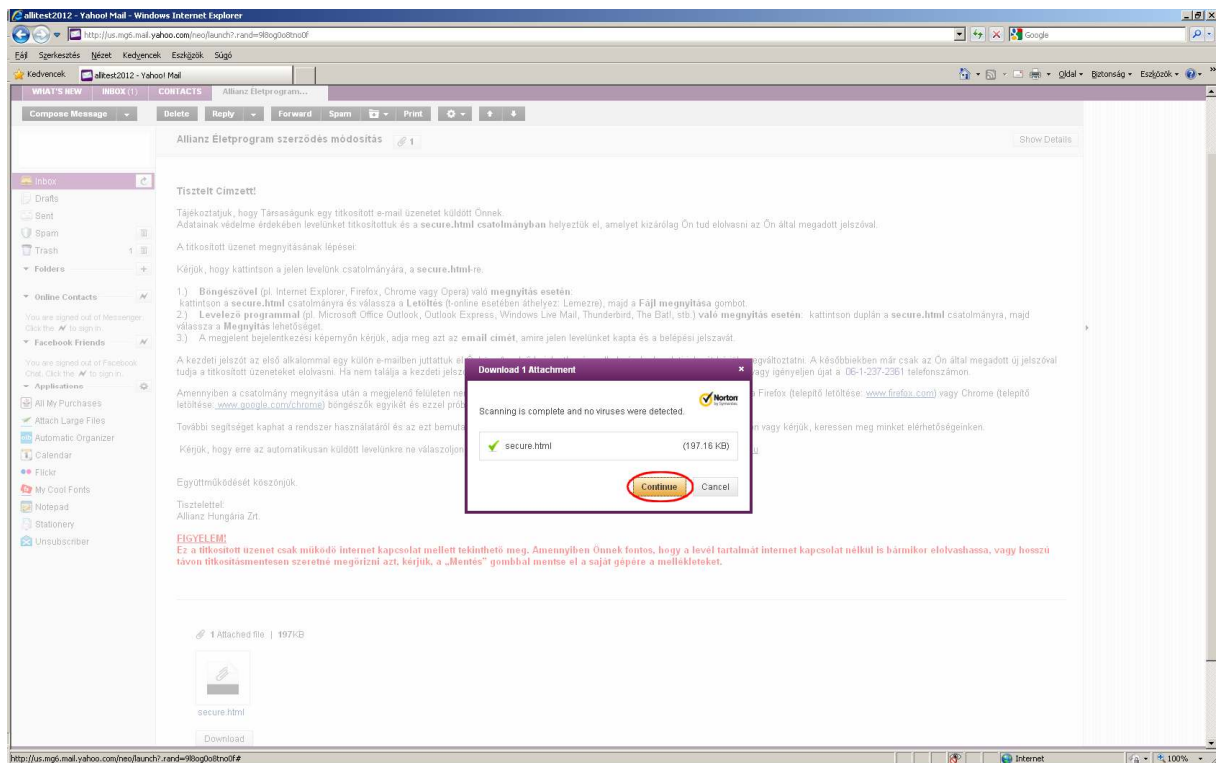 allitest2012 - Yahoo! Mail - Windows Internet Explorer
http://us.mg6.mail.yahoo.com/neo/launch?.rand=9l8og0o8tno0f
Google
Fájl Szerkesztés Nézet Kedvencek Eszközök Súgó
Kedvencek allitest2012 - Yahoo! Mail Oldal Biztonság Eszközök
WHAT'S NEW INBOX (1) CONTACTS Allianz Életprogram...
Compose Message Delete Reply Forward Spam Print
Allianz Életprogram szerződés módosítás 1 Show Details
Inbox
Drafts
Sent
Spam
Trash 1
Folders +
Online Contacts
You are signed out of Messenger.
Click the to sign in.
Facebook Friends
You are signed out of Facebook
Chat. Click the to sign in.
Applications
All My Purchases
Attach Large Files
Automatic Organizer
Calendar
Flickr
My Cool Fonts
Notepad
Stationery
Unsubscriber
Tisztelt Címzett!
Tájékoztatjuk, hogy Társaságunk egy titkosított e-mail üzenetet küldött Önnek.
Adatainak védelme érdekében levelünket titkosítottuk és a secure.html csatolmányban helyeztük el, amelyet kizárólag Ön tud elolvasni az Ön által megadott jelszóval.
A titkosított üzenet megnyitásának lépései:
Kérjük, hogy kattintson a jelen levelünk csatolmányára, a secure.html-re.
1.) Böngészővel (pl. Internet Explorer, Firefox, Chrome vagy Opera) való megnyitás esetén:
kattintson a secure.html csatolmányra és válassza a Letöltés (t-online esetében áthelyez: Lemezre), majd a Fájl megnyitása gombot.
2.) Levelező programmal (pl. Microsoft Office Outlook, Outlook Express, Windows Live Mail, Thunderbird, The Bat!, stb.) való megnyitás esetén: kattintson duplán a secure.html csatolmányra, majd
válassza a Megnyitás lehetőséget.
3.) A megjelent bejelentkezési képernyőn kérjük, adja meg azt az email címét, amire jelen levelünket kapta és a belépési jelszavát.
A kezdeti jelszót az első alkalommal egy külön e-mailben juttattuk el megváltoztatni. A későbbiekben már csak az Ön által megadott új jelszóval
tudja a titkosított üzeneteket elolvasni. Ha nem találja a kezdeti vagy igényeljen újat a 06-1-237-2361 telefonszámon.
Amennyiben a csatolmány megnyitása után a megjelenő felületen Firefox (telepítő letöltése: www.firefox.com) vagy Chrome (telepítő
letöltése: www.google.com/chrome) böngészők egyikét és ezzel
További segítséget kaphat a rendszer használatáról és az ezt vagy kérjük, keressen meg minket elérhetőségeinken.
Kérjük, hogy erre az automatikusan küldött levelünkre ne válaszoljon
Együttműködését köszönjük.
Tisztelettel:
Allianz Hungária Zrt.
FIGYELEM!
Ez a titkosított üzenet csak működő internet kapcsolat mellett tekinthető meg. Amennyiben Önnek fontos, hogy a levél tartalmát internet kapcsolat nélkül is bármikor elolvashassa, vagy hosszú
távon titkosításmentesen szeretné megőrizni azt, kérjük, a „Mentés” gombbal mentse el a saját gépére a mellékleteket.
Download 1 Attachment ×
Scanning is complete and no viruses were detected.
Norton
by Symantec
secure.html (197.16 KB)
Continue Cancel
1 Attached file | 197KB
secure.html
Download
http://us.mg6.mail.yahoo.com/neo/launch?.rand=9l8og0o8tno0f# Internet 100%